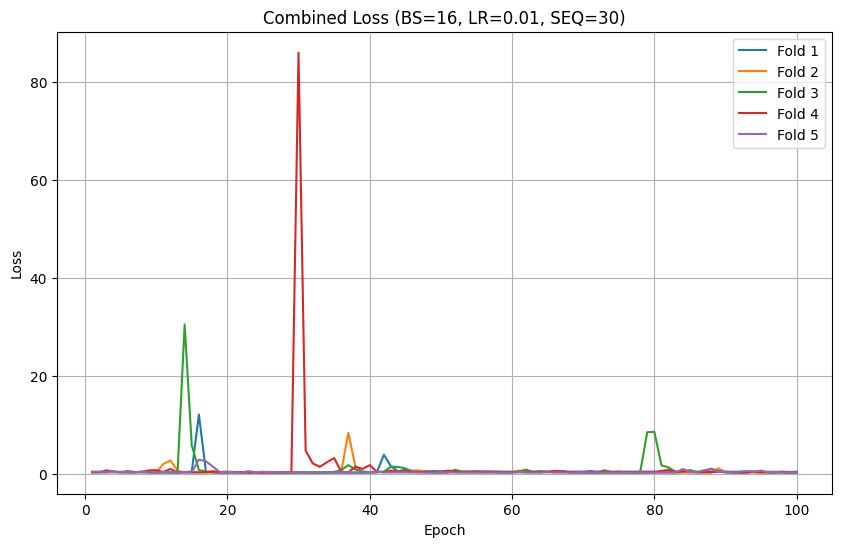 Combined Loss (BS=16, LR=0.01, SEQ=30)
Fold 1
Fold 2
Fold 3
Fold 4
Fold 5
80
60
40
20
0
Loss
0 20 40 60 80 100
Epoch